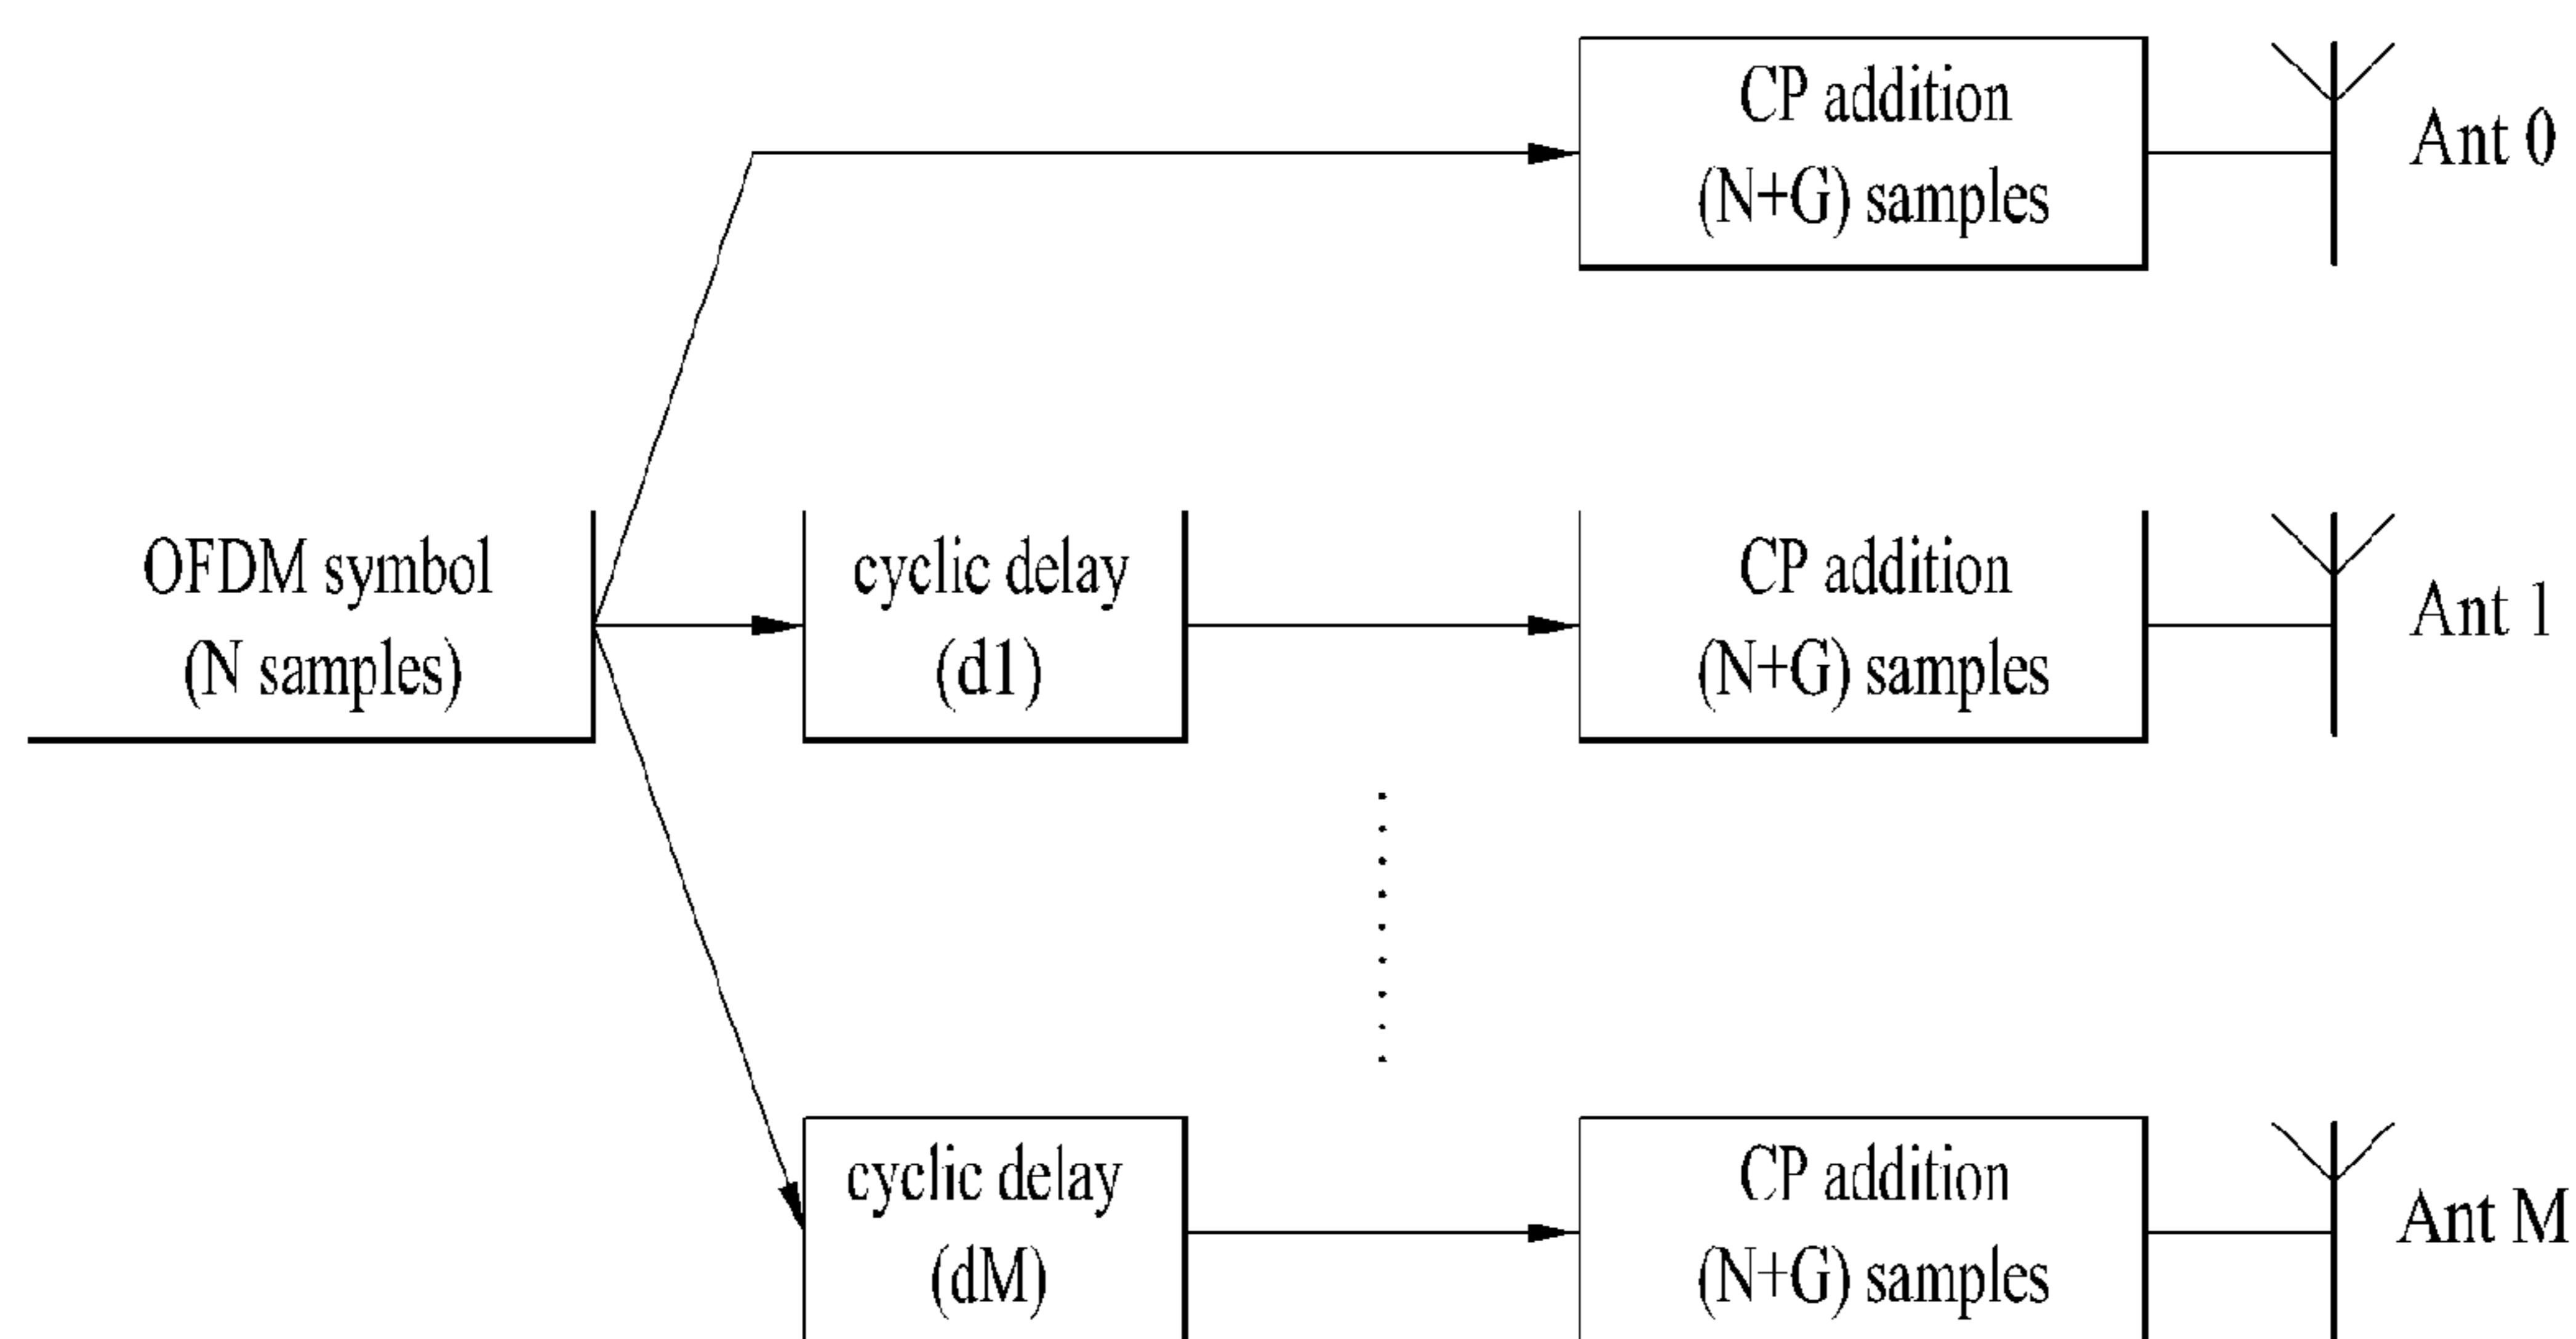 CP addition
(N+G) samples
Ant 0
OFDM symbol
(N samples)
cyclic delay
(d1)
CP addition
(N+G) samples
Ant 1
cyclic delay
(dM)
CP addition
(N+G) samples
Ant M